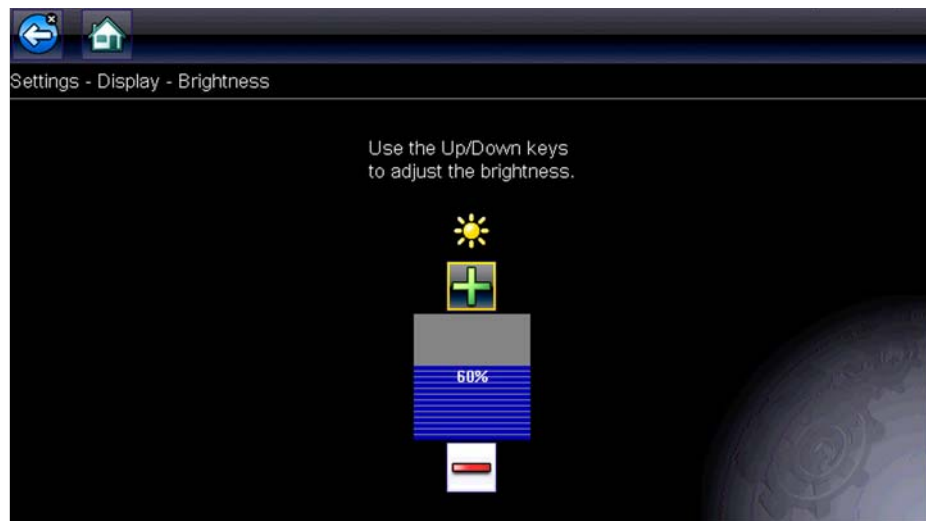 Settings - Display - Brightness
Use the Up/Down keys
to adjust the brightness.
60%